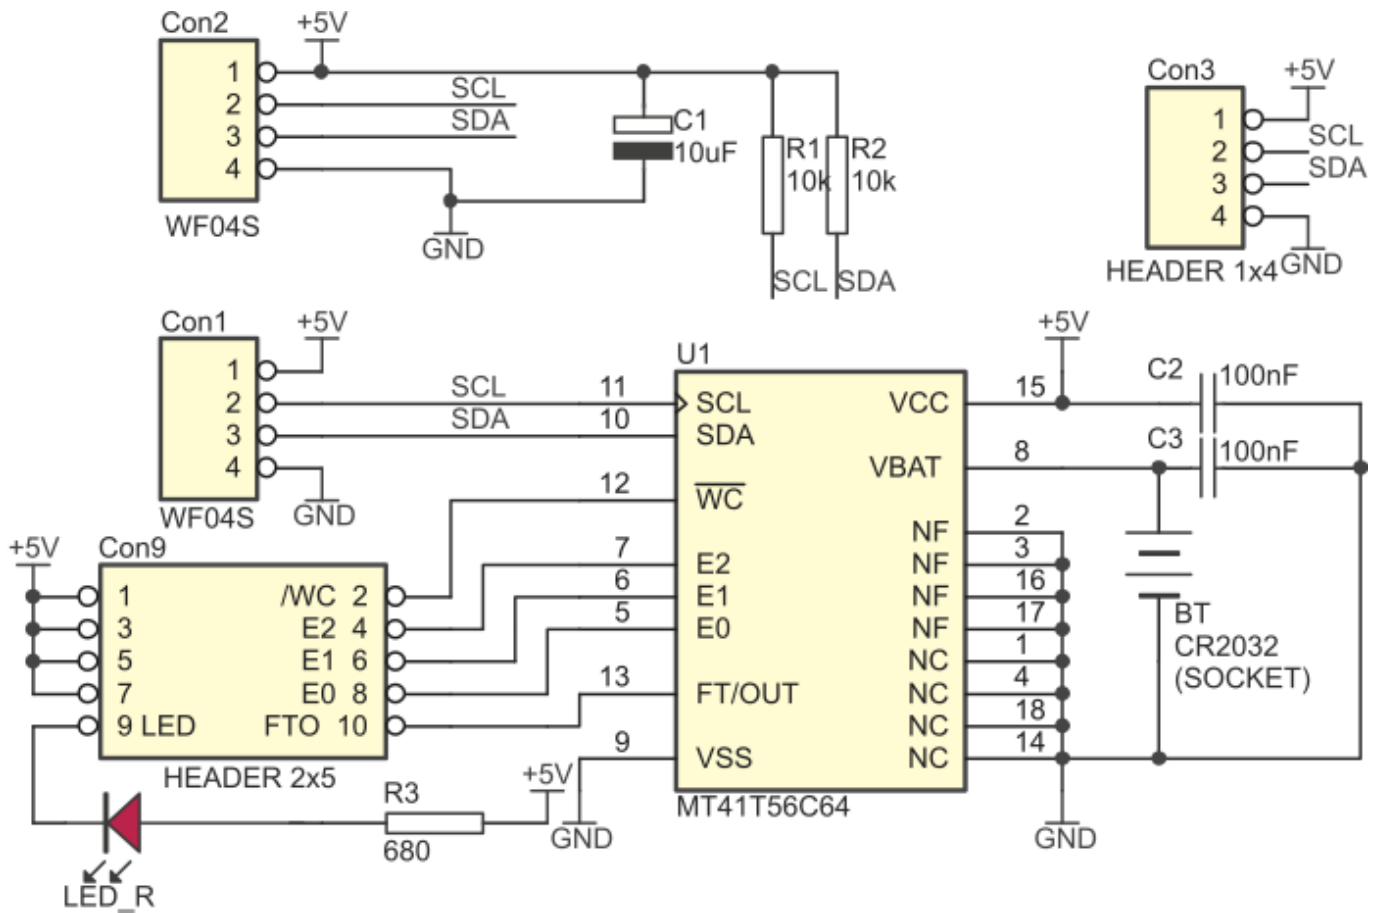 Con2
+5V
1
2 SCL
3 SDA
4
WF04S
GND
C1
10uF
R1
10k
R2
10k
SCL SDA
Con3
+5V
1
2 SCL
3 SDA
4
HEADER 1x4
GND
Con1
+5V
1
2 SCL
3 SDA
4
WF04S
GND
U1
11 SCL
10 SDA
12 WC
7 E2
6 E1
5 E0
13 FT/OUT
9 VSS
GND
VCC 15
VBAT 8
NF 2
NF 3
NF 16
NF 17
NC 1
NC 4
NC 18
NC 14
MT41T56C64
+5V
C2
100nF
C3
100nF
BT
CR2032
(SOCKET)
GND
+5V
Con9
1 /WC 2
3 E2 4
5 E1 6
7 E0 8
9 LED FTO 10
HEADER 2x5
R3
680
+5V
LED_R